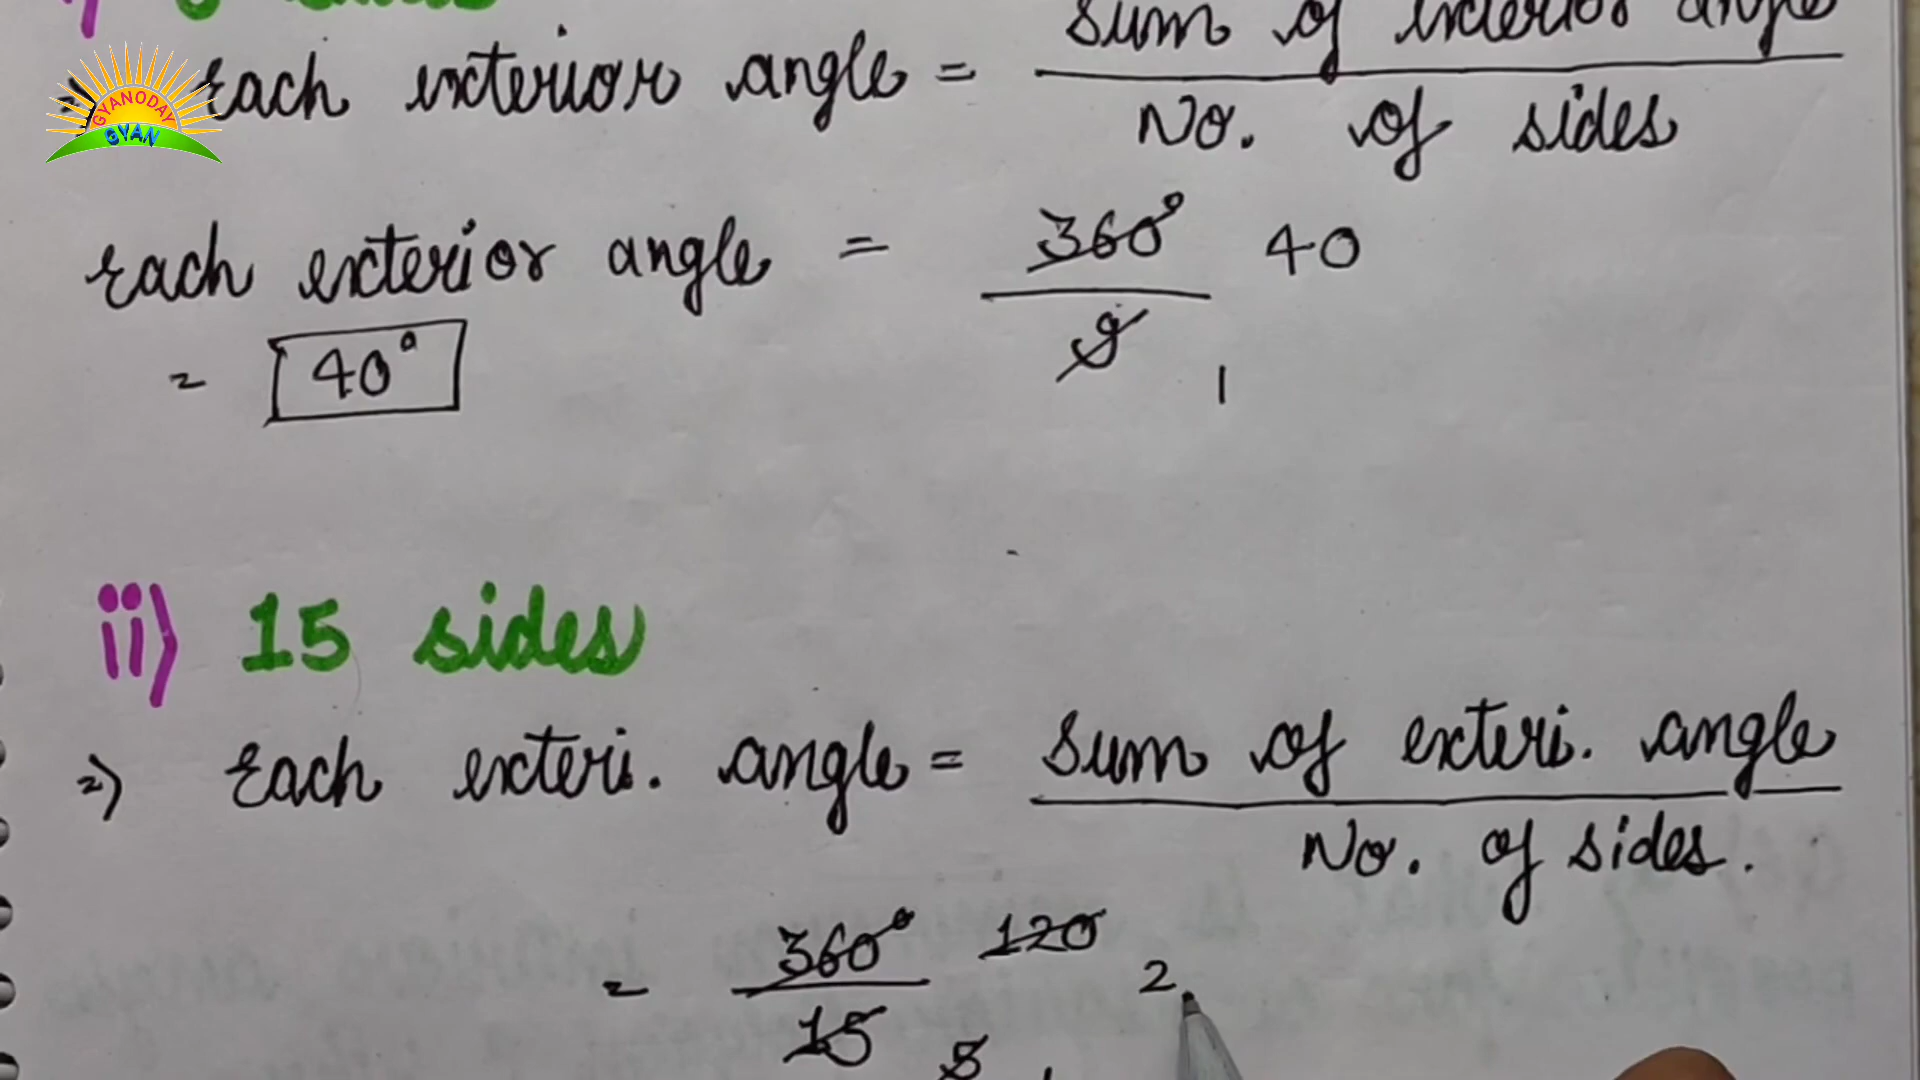 sides
Sum of exterior angle
GYANODAY
GYAN
=) Each exterior angle =
No. of sides
Each exterior angle = 360° 40
9 1
= 40°
ii) 15 sides
=) Each exteri. angle = Sum of exteri. angle
No. of sides.
= 360° 120 2
15 5 1